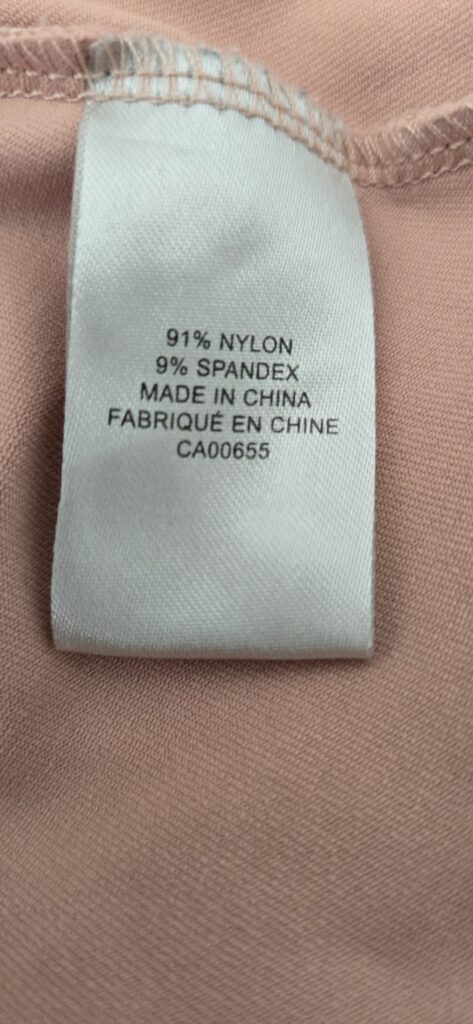 91% NYLON
9% SPANDEX
MADE IN CHINA
FABRIQUÉ EN CHINE
CA00655